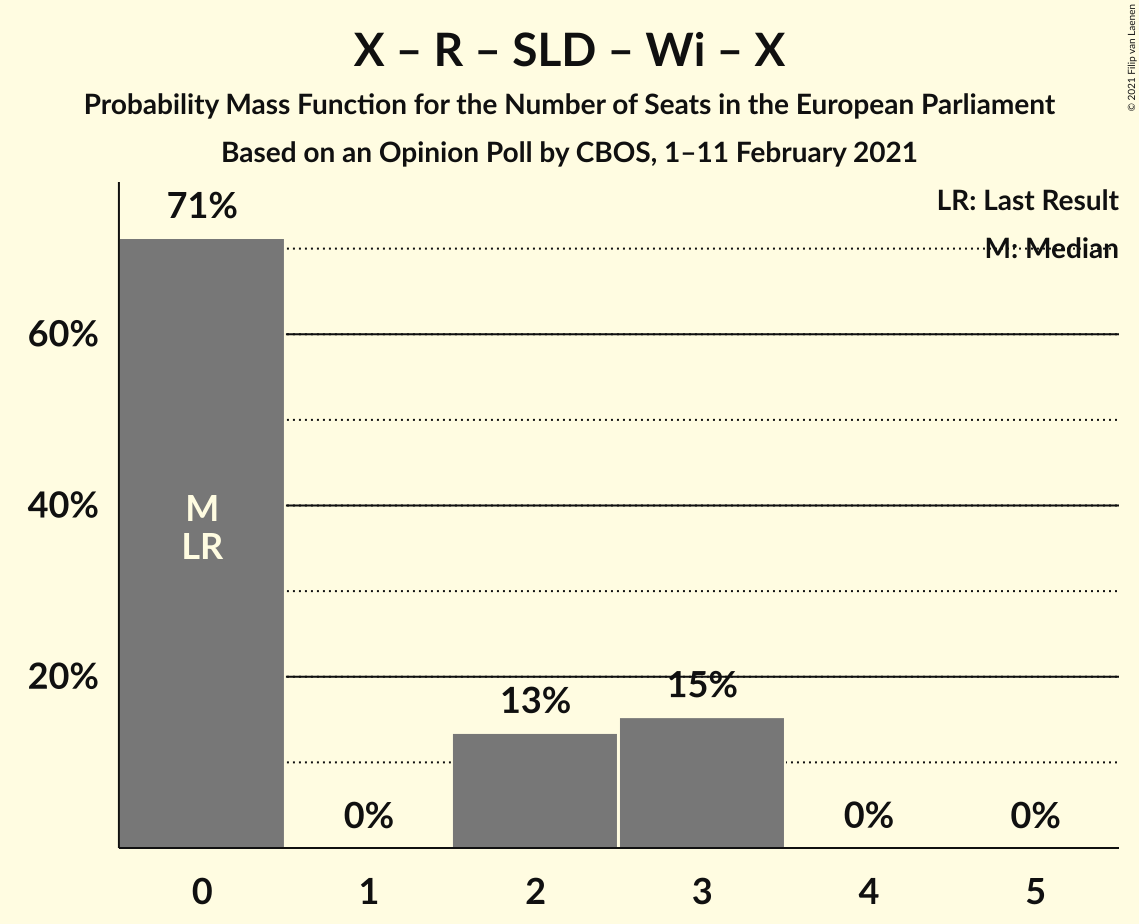 X – R – SLD – Wi – X
Probability Mass Function for the Number of Seats in the European Parliament
Based on an Opinion Poll by CBOS, 1–11 February 2021
© 2021 Filip van Laenen
LR: Last Result
M: Median
71%
60%
40%
20%
M
LR
13%
15%
0%
0%
0%
0 1 2 3 4 5